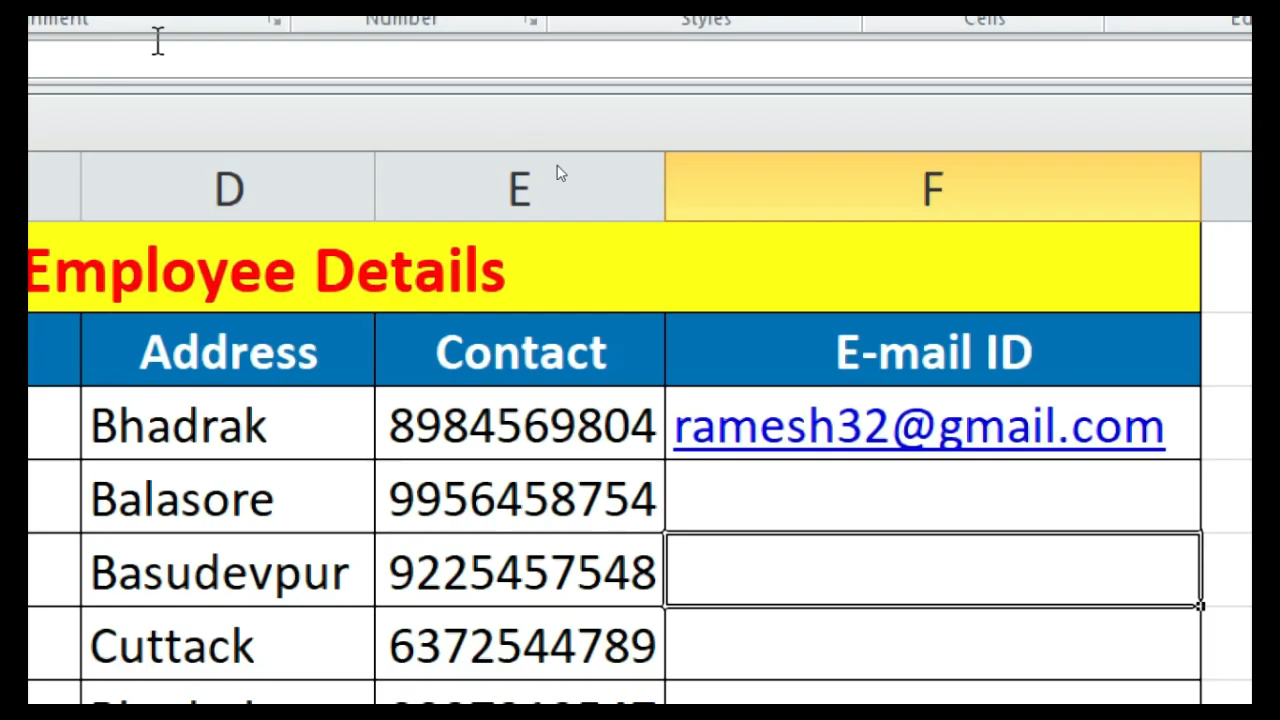 Number Styles Cells
D E F
Employee Details
Address Contact E-mail ID
Bhadrak 8984569804 ramesh32@gmail.com
Balasore 9956458754
Basudevpur 9225457548
Cuttack 6372544789